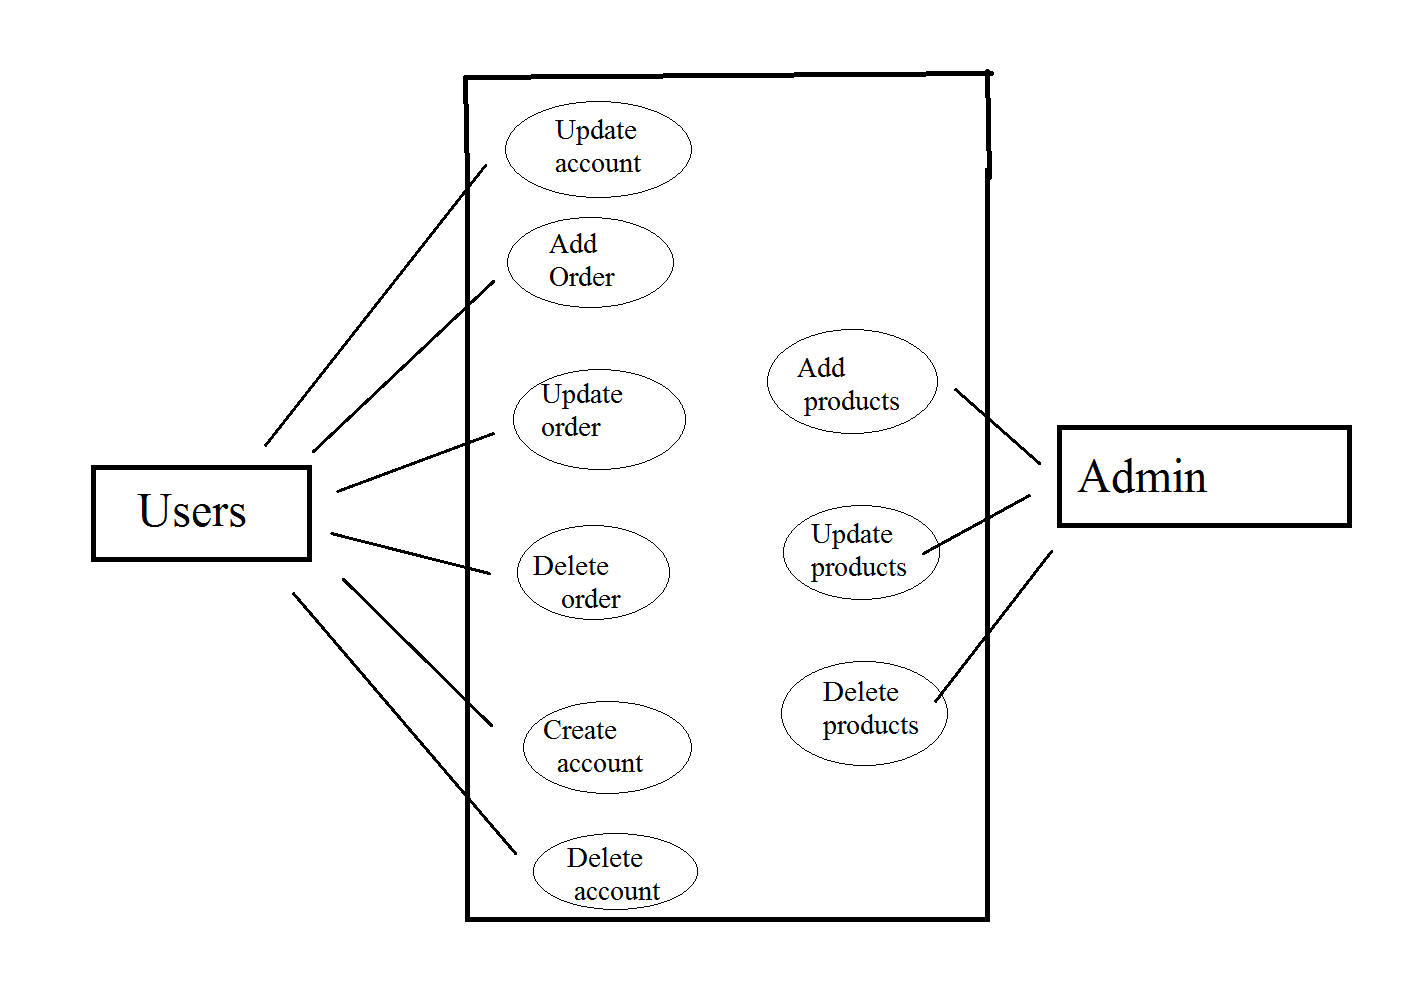 Update
account
Add
Order
Update
order
Delete
order
Create
account
Delete
account
Add
products
Update
products
Delete
products
Users
Admin